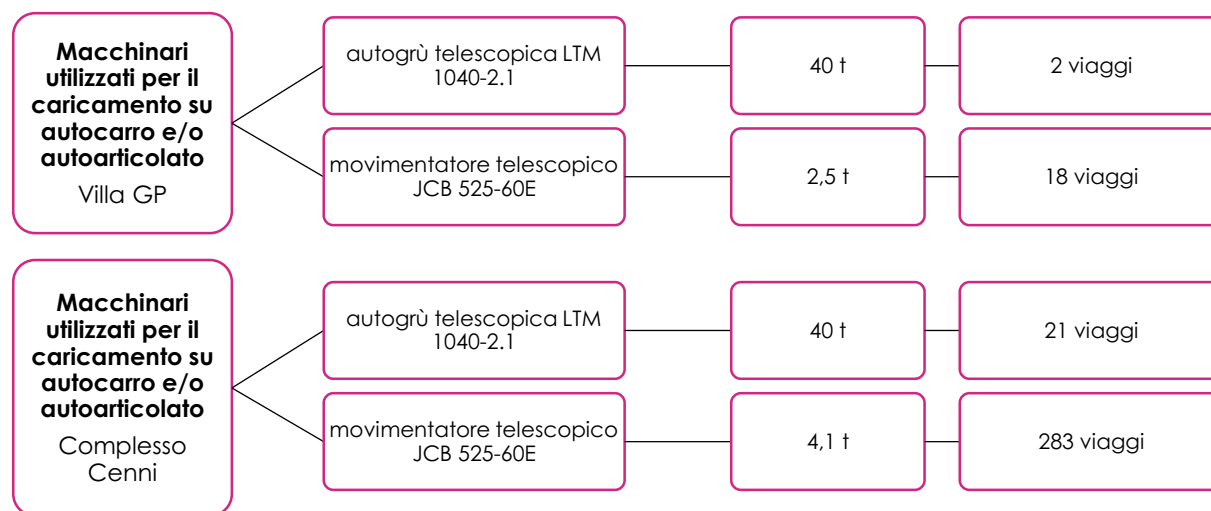 Macchinari
utilizzati per il
caricamento su
autocarro e/o
autoarticolato
Villa GP
autogrù telescopica LTM
1040-2.1
40 t
2 viaggi
movimentatore telescopico
JCB 525-60E
2,5 t
18 viaggi
Macchinari
utilizzati per il
caricamento su
autocarro e/o
autoarticolato
Complesso
Cenni
autogrù telescopica LTM
1040-2.1
40 t
21 viaggi
movimentatore telescopico
JCB 525-60E
4,1 t
283 viaggi